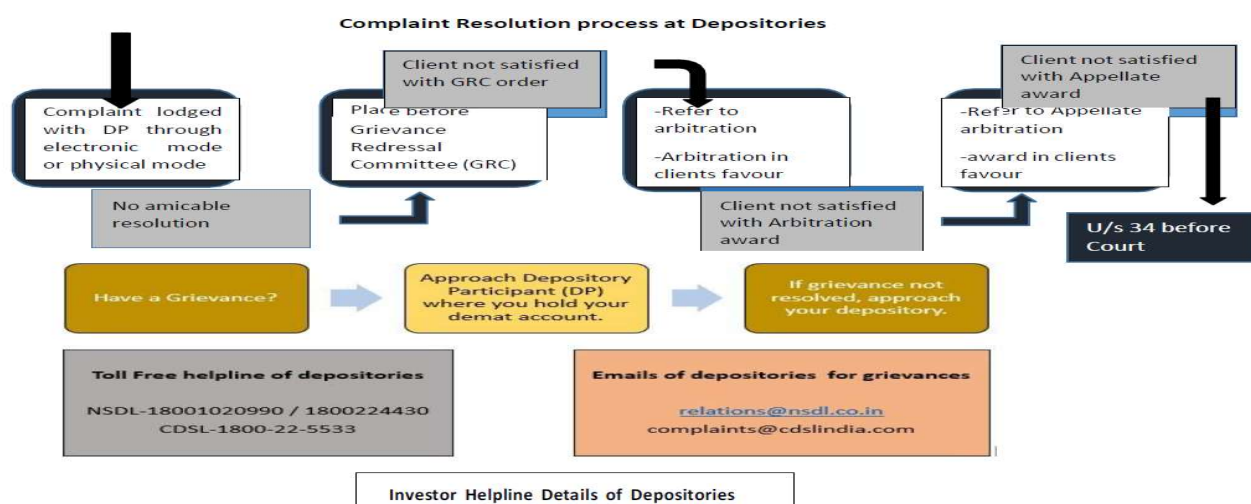 Complaint Resolution process at Depositories
Complaint lodged
with DP through
electronic mode
or physical mode
No amicable
resolution
Place before
Grievance
Redressal
Committee (GRC)
Client not satisfied
with GRC order
-Refer to
arbitration
-Arbitration in
clients favour
Client not satisfied
with Arbitration
award
-Refer to Appellate
arbitration
-award in clients
favour
Client not satisfied
with Appellate
award
U/s 34 before
Court
Have a Grievance?
Approach Depository
Participant (DP)
where you hold your
demat account.
If grievance not
resolved, approach
your depository.
Toll Free helpline of depositories
NSDL-18001020990 / 1800224430
CDSL-1800-22-5533
Emails of depositories for grievances
relations@nsdl.co.in
complaints@cdslindia.com
Investor Helpline Details of Depositories